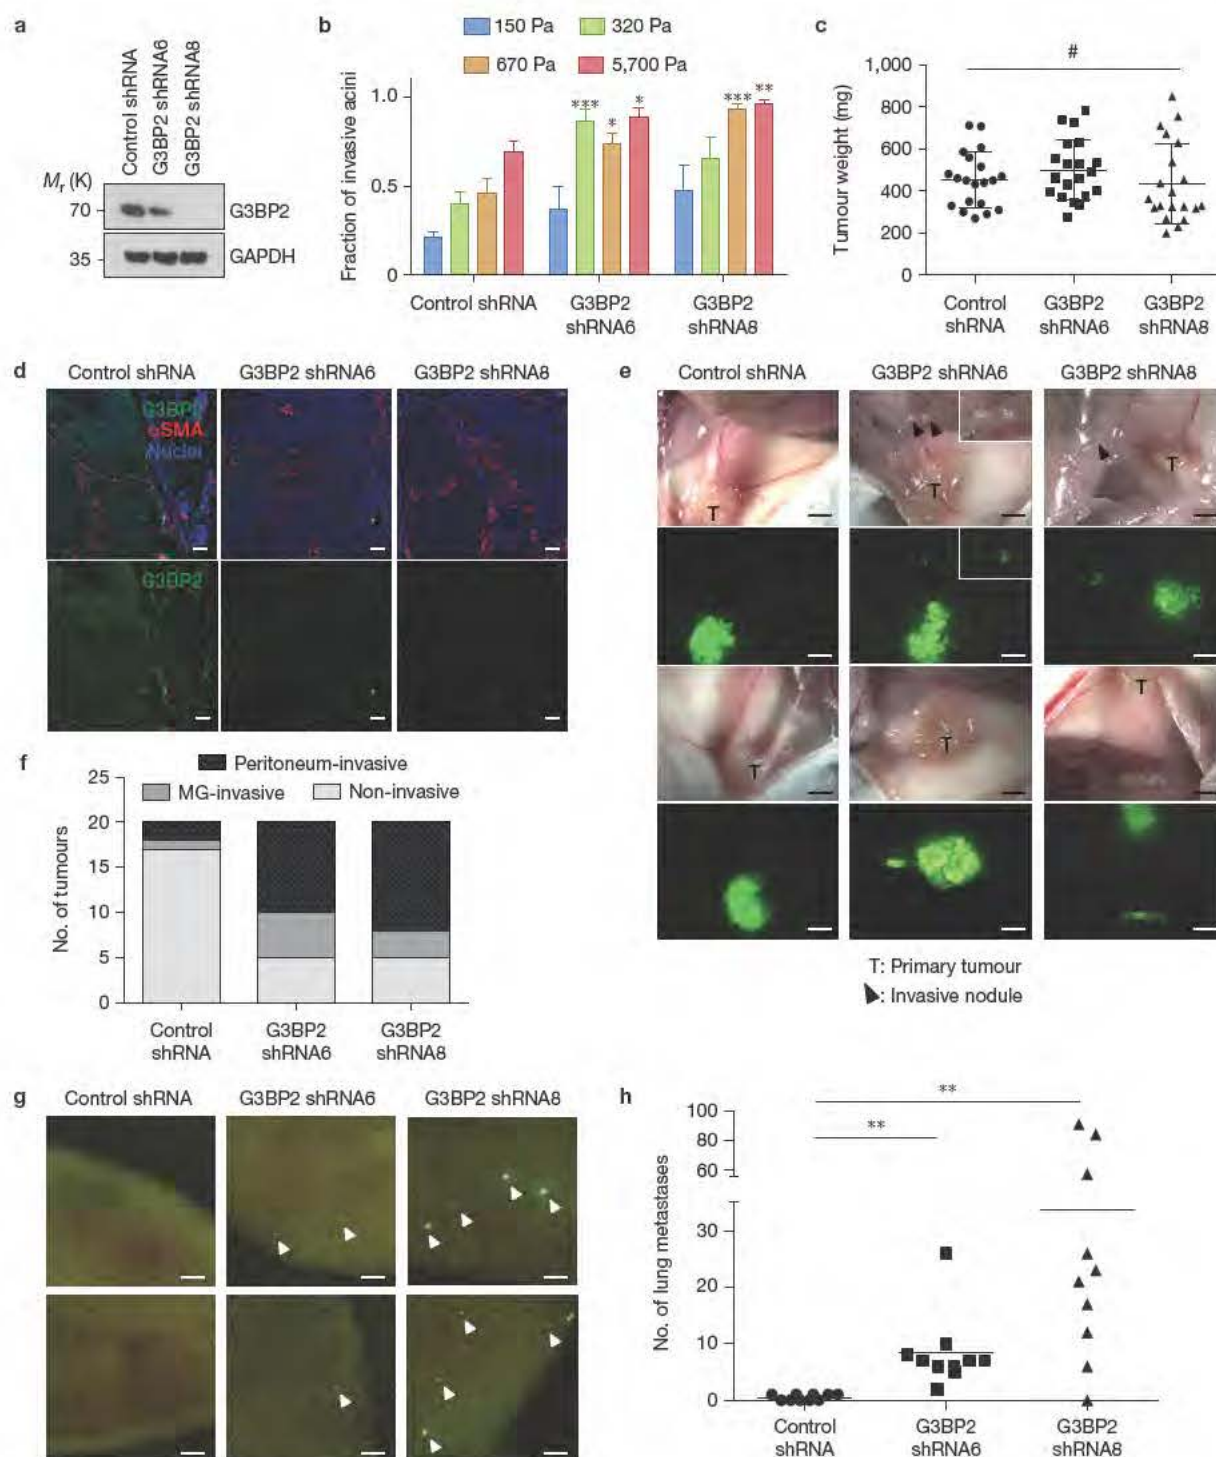 a
Control shRNA
G3BP2 shRNA6
G3BP2 shRNA8
Mr (K)
70
G3BP2
35
GAPDH
b
150 Pa
320 Pa
670 Pa
5,700 Pa
Fraction of invasive acini
1.0
0.5
0
***
*
*
***
**
Control shRNA
G3BP2
shRNA6
G3BP2
shRNA8
c
#
Tumour weight (mg)
1,000
800
600
400
200
0
Control
shRNA
G3BP2
shRNA6
G3BP2
shRNA8
d
Control shRNA
G3BP2 shRNA6
G3BP2 shRNA8
G3BP2
αSMA
Nuclei
G3BP2
e
Control shRNA
G3BP2 shRNA6
G3BP2 shRNA8
T
T
T
T
T
T
T: Primary tumour
: Invasive nodule
f
Peritoneum-invasive
MG-invasive
Non-invasive
No. of tumours
25
20
15
10
5
0
Control
shRNA
G3BP2
shRNA6
G3BP2
shRNA8
g
Control shRNA
G3BP2 shRNA6
G3BP2 shRNA8
h
**
**
No. of lung metastases
100
80
60
30
20
10
0
Control
shRNA
G3BP2
shRNA6
G3BP2
shRNA8